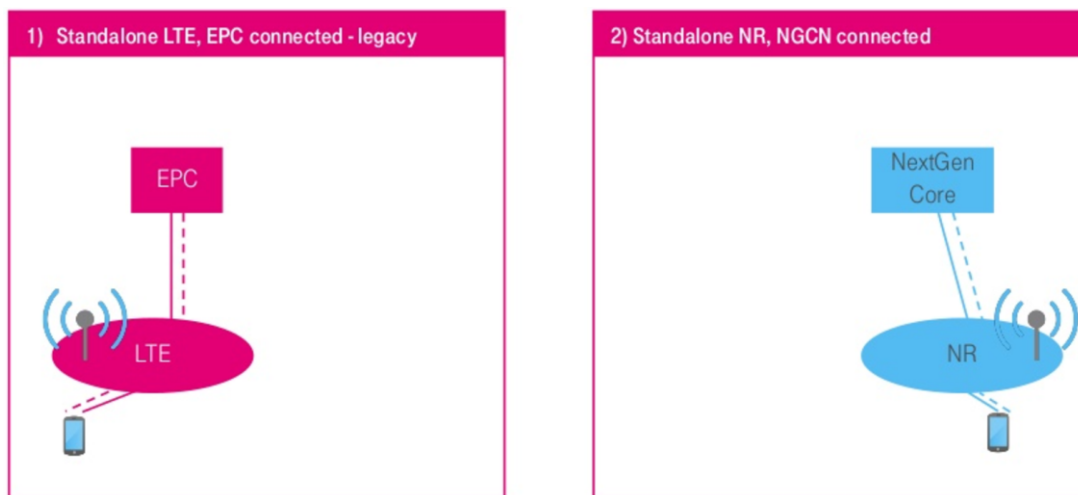 1) Standalone LTE, EPC connected - legacy
EPC
LTE
2) Standalone NR, NGCN connected
NextGen
Core
NR